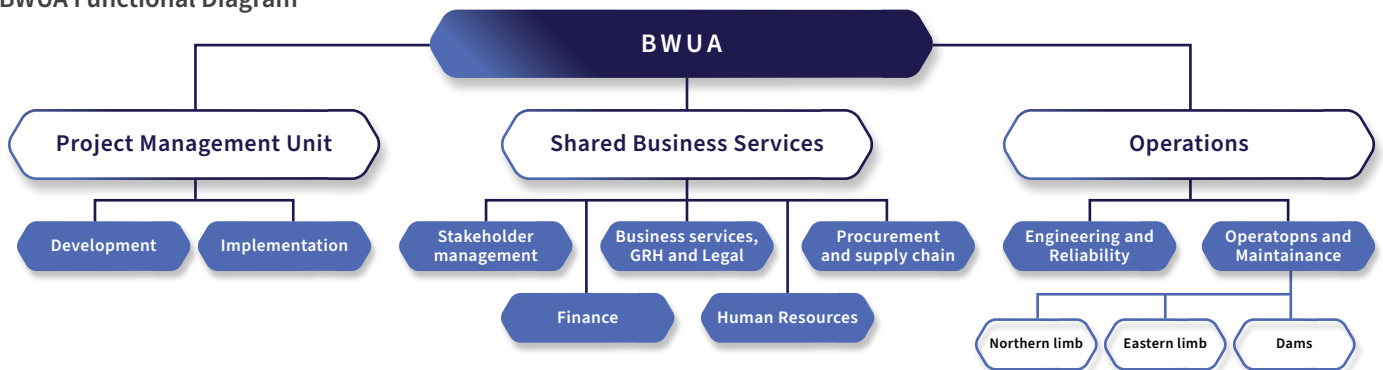 BWUA Functional Diagram
BWUA
Project Management Unit
Shared Business Services
Operations
Development
Implementation
Stakeholder
management
Business services,
GRH and Legal
Procurement
and supply chain
Engineering and
Reliability
Operatopns and
Maintainance
Finance
Human Resources
Northern limb
Eastern limb
Dams